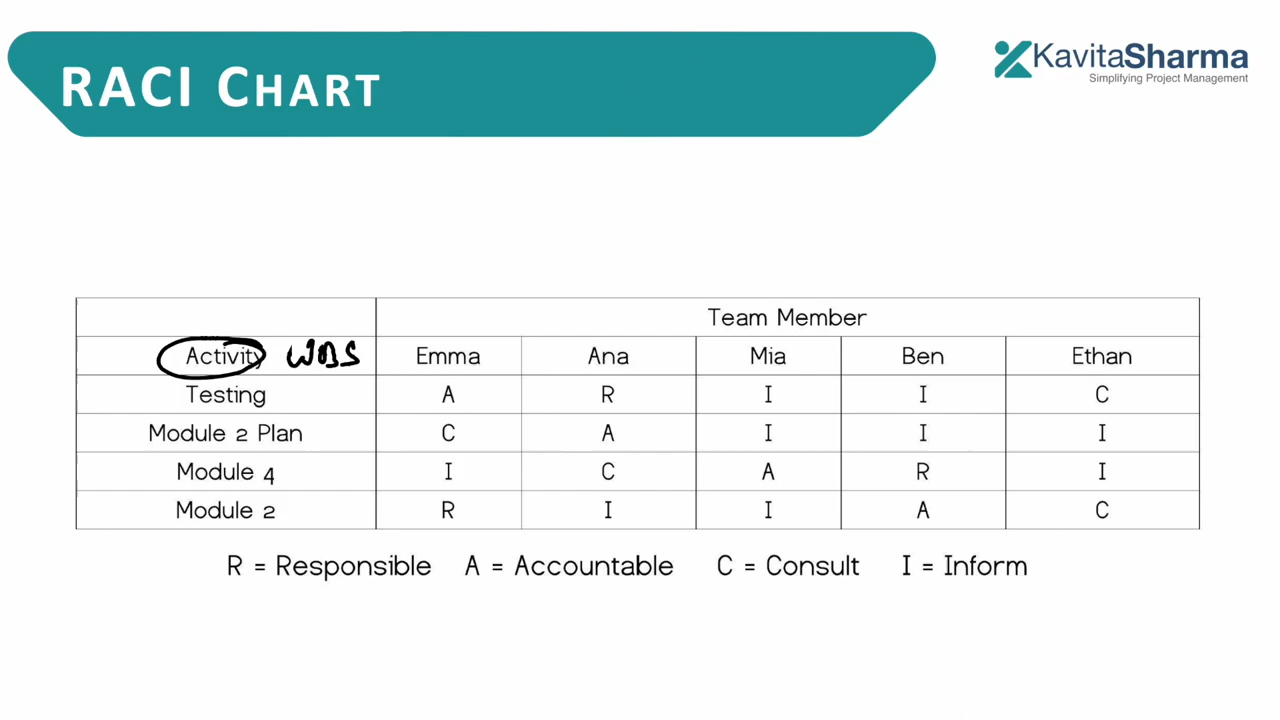 RACI CHART
KavitaSharma
Simplifying Project Management
Team Member
Activity WBS Emma Ana Mia Ben Ethan
Testing A R I I C
Module 2 Plan C A I I I
Module 4 I C A R I
Module 2 R I I A C
R = Responsible A = Accountable C = Consult I = Inform